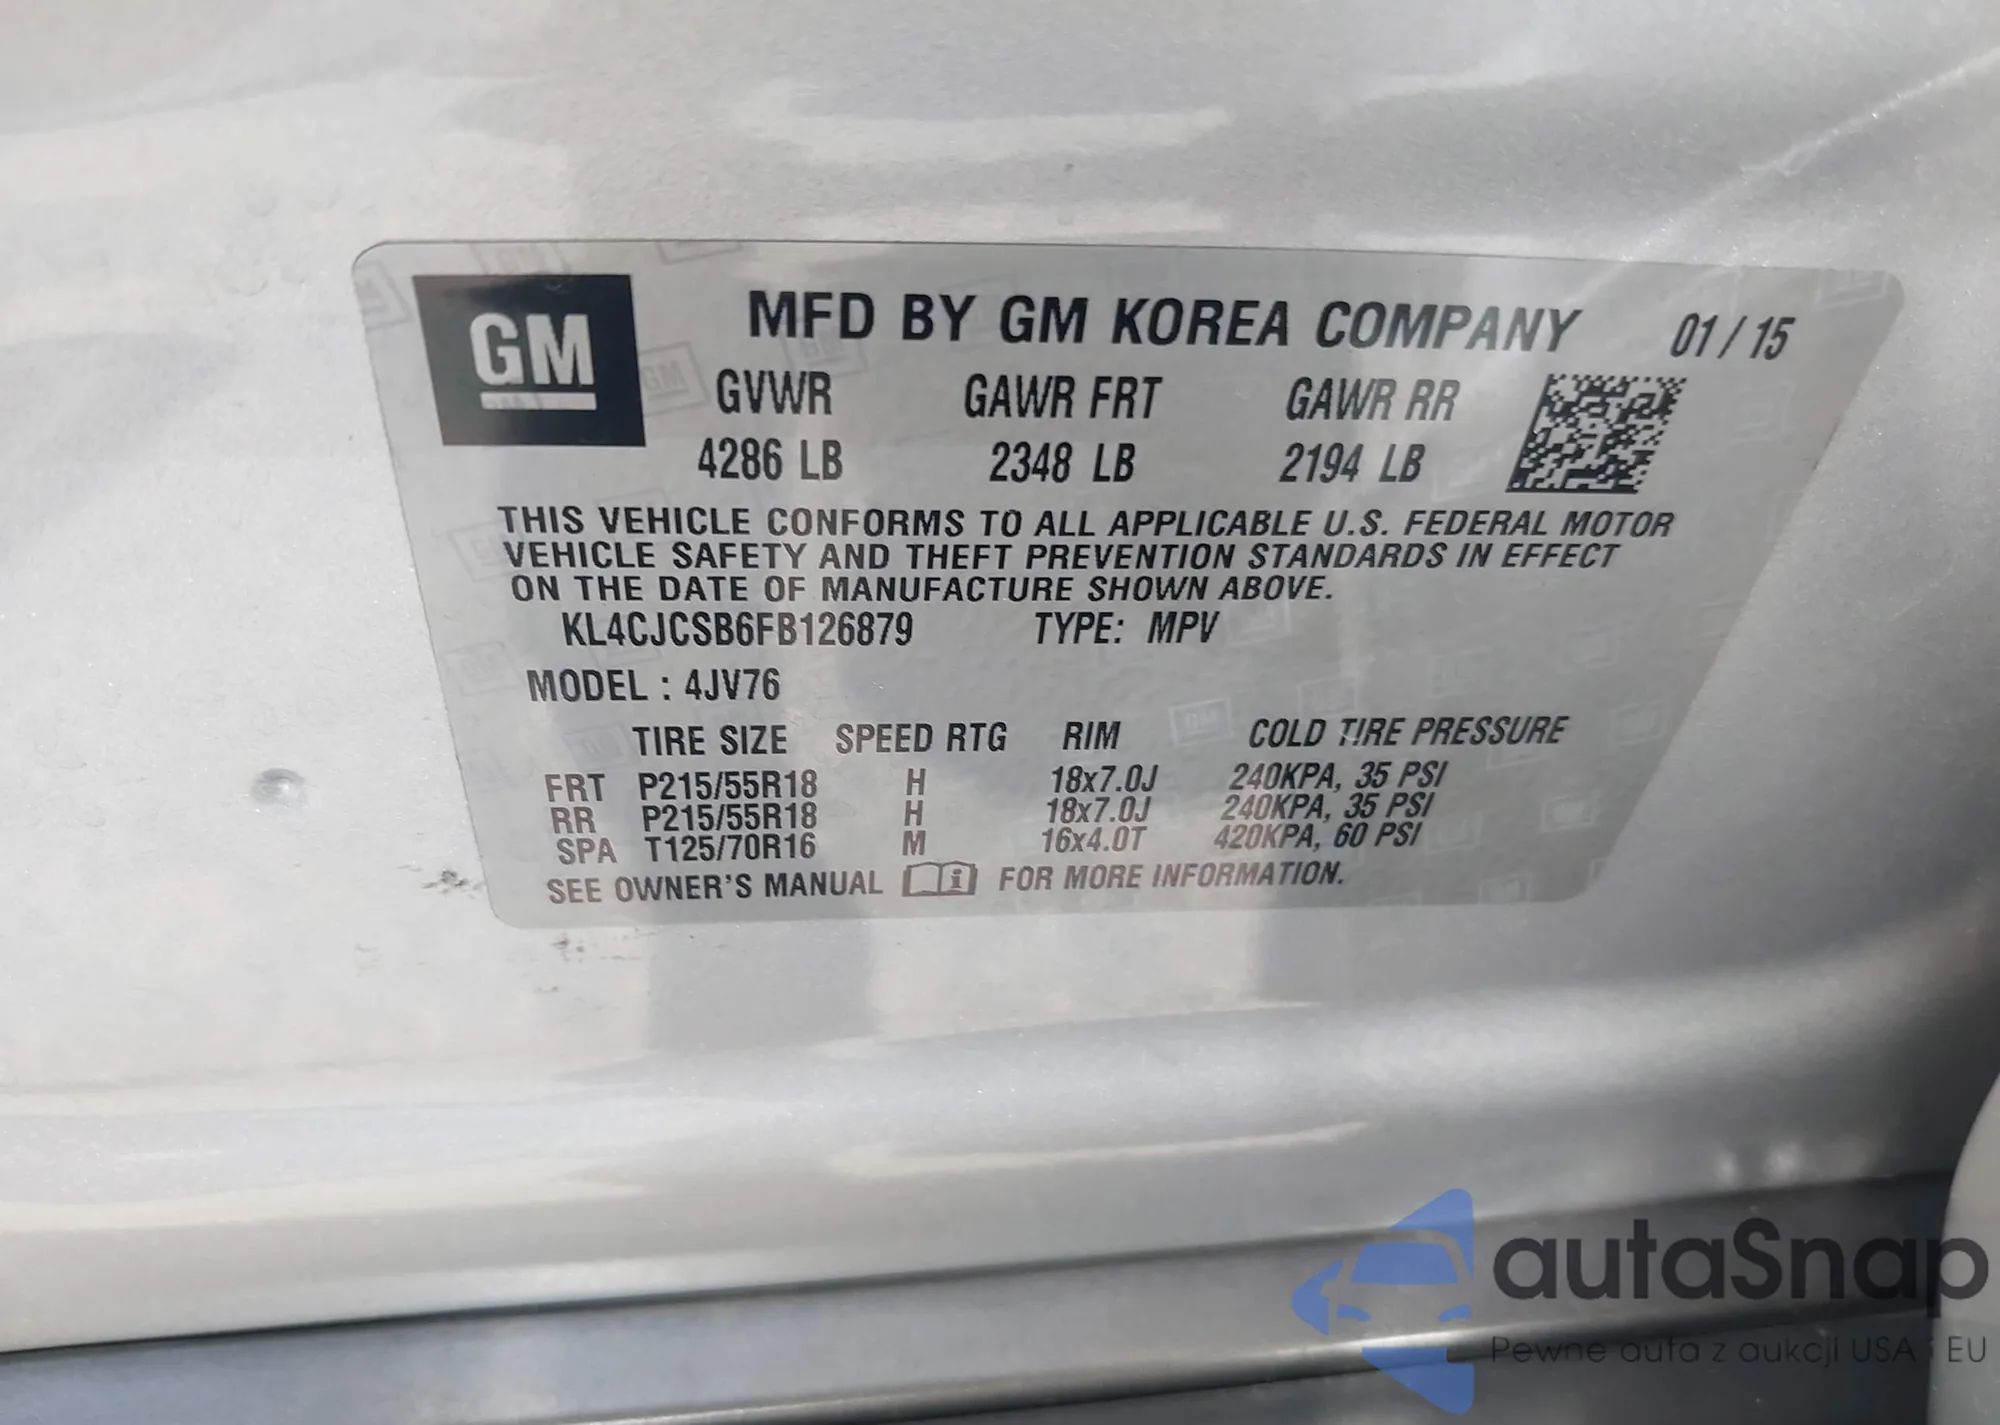 GM
MFD BY GM KOREA COMPANY 01 / 15
GVWR GAWR FRT GAWR RR
4286 LB 2348 LB 2194 LB
THIS VEHICLE CONFORMS TO ALL APPLICABLE U.S. FEDERAL MOTOR
VEHICLE SAFETY AND THEFT PREVENTION STANDARDS IN EFFECT
ON THE DATE OF MANUFACTURE SHOWN ABOVE.
KL4CJCSB6FB126879 TYPE: MPV
MODEL : 4JV76
TIRE SIZE SPEED RTG RIM COLD TIRE PRESSURE
FRT P215/55R18 H 18x7.0J 240KPA, 35 PSI
RR P215/55R18 H 18x7.0J 240KPA, 35 PSI
SPA T125/70R16 M 16x4.0T 420KPA, 60 PSI
SEE OWNER'S MANUAL i FOR MORE INFORMATION.
autaSnap
Pewne auta z aukcji USA i EU